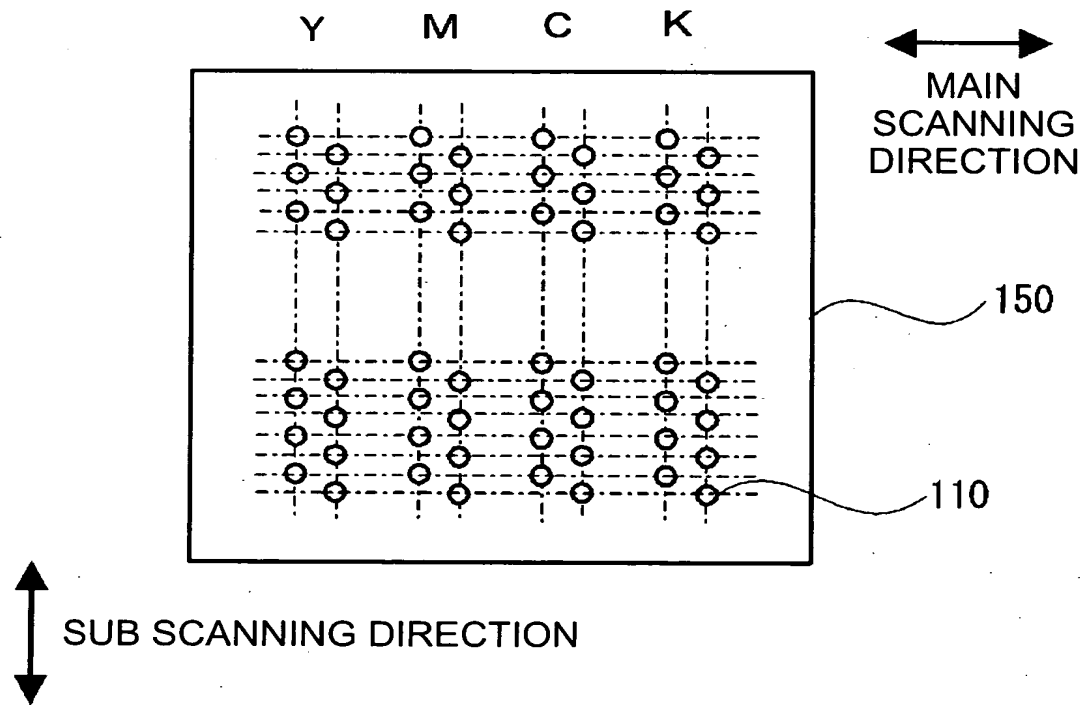 Y M C K
MAIN
SCANNING
DIRECTION
150
110
SUB SCANNING DIRECTION